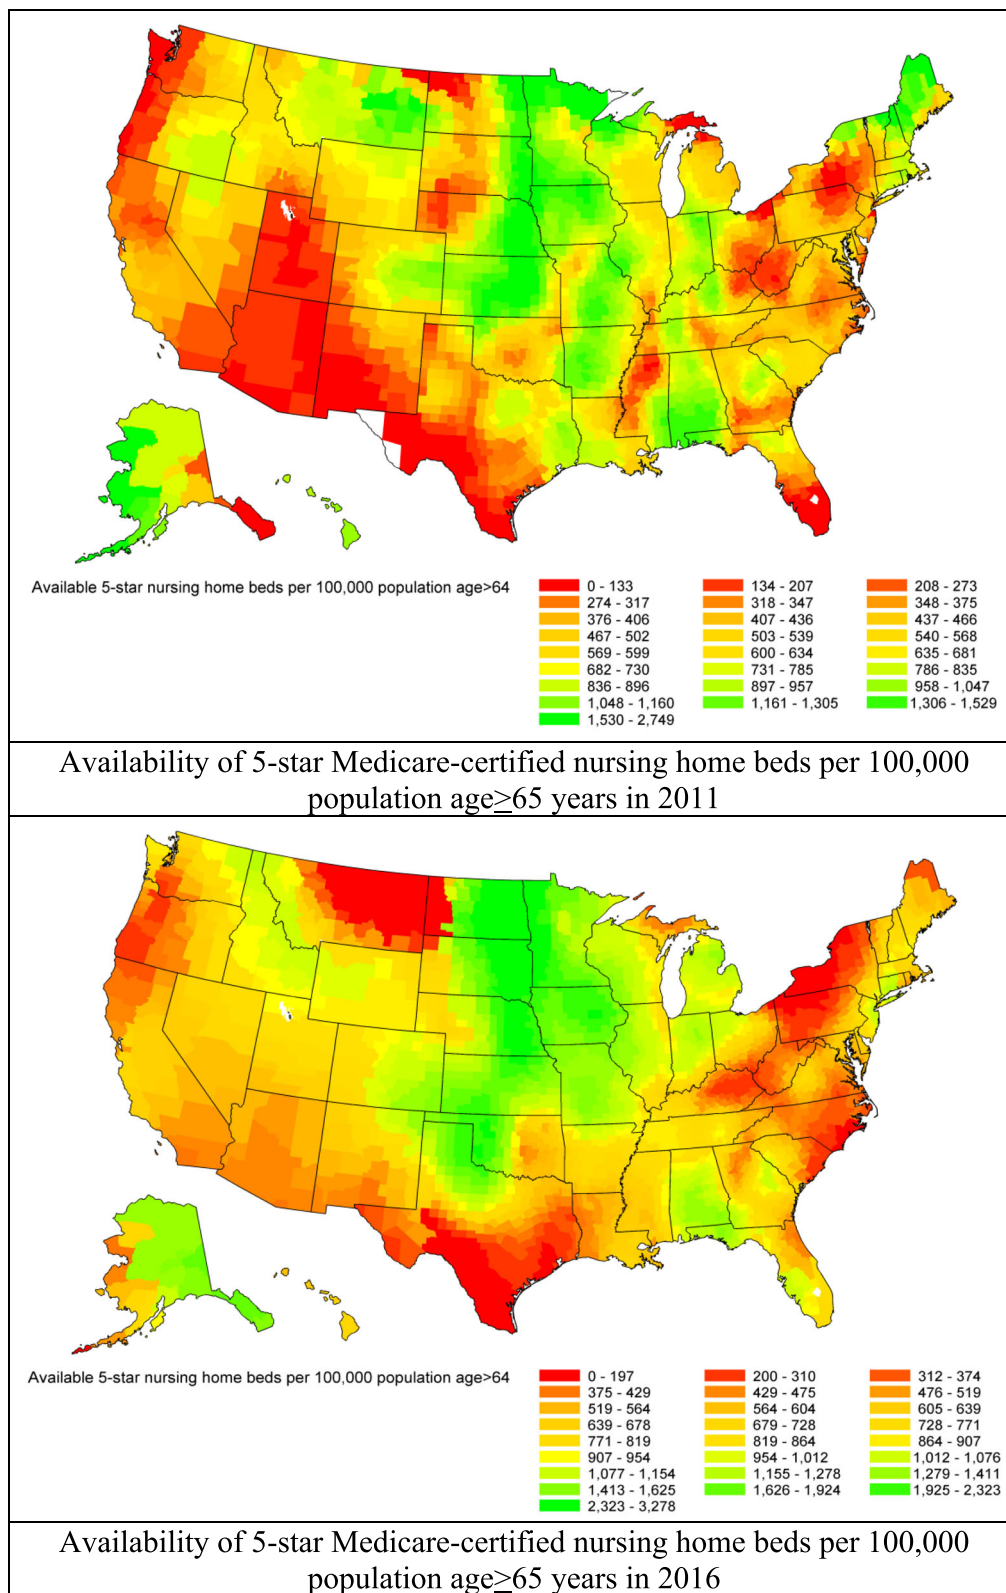 Available 5-star nursing home beds per 100,000 population age>64
0 - 133 134 - 207 208 - 273
274 - 317 318 - 347 348 - 375
376 - 406 407 - 436 437 - 466
467 - 502 503 - 539 540 - 568
569 - 599 600 - 634 635 - 681
682 - 730 731 - 785 786 - 835
836 - 896 897 - 957 958 - 1,047
1,048 - 1,160 1,161 - 1,305 1,306 - 1,529
1,530 - 2,749
Availability of 5-star Medicare-certified nursing home beds per 100,000
population age≥65 years in 2011
Available 5-star nursing home beds per 100,000 population age>64
0 - 197 200 - 310 312 - 374
375 - 429 429 - 475 476 - 519
519 - 564 564 - 604 605 - 639
639 - 678 679 - 728 728 - 771
771 - 819 819 - 864 864 - 907
907 - 954 954 - 1,012 1,012 - 1,076
1,077 - 1,154 1,155 - 1,278 1,279 - 1,411
1,413 - 1,625 1,626 - 1,924 1,925 - 2,323
2,323 - 3,278
Availability of 5-star Medicare-certified nursing home beds per 100,000
population age≥65 years in 2016